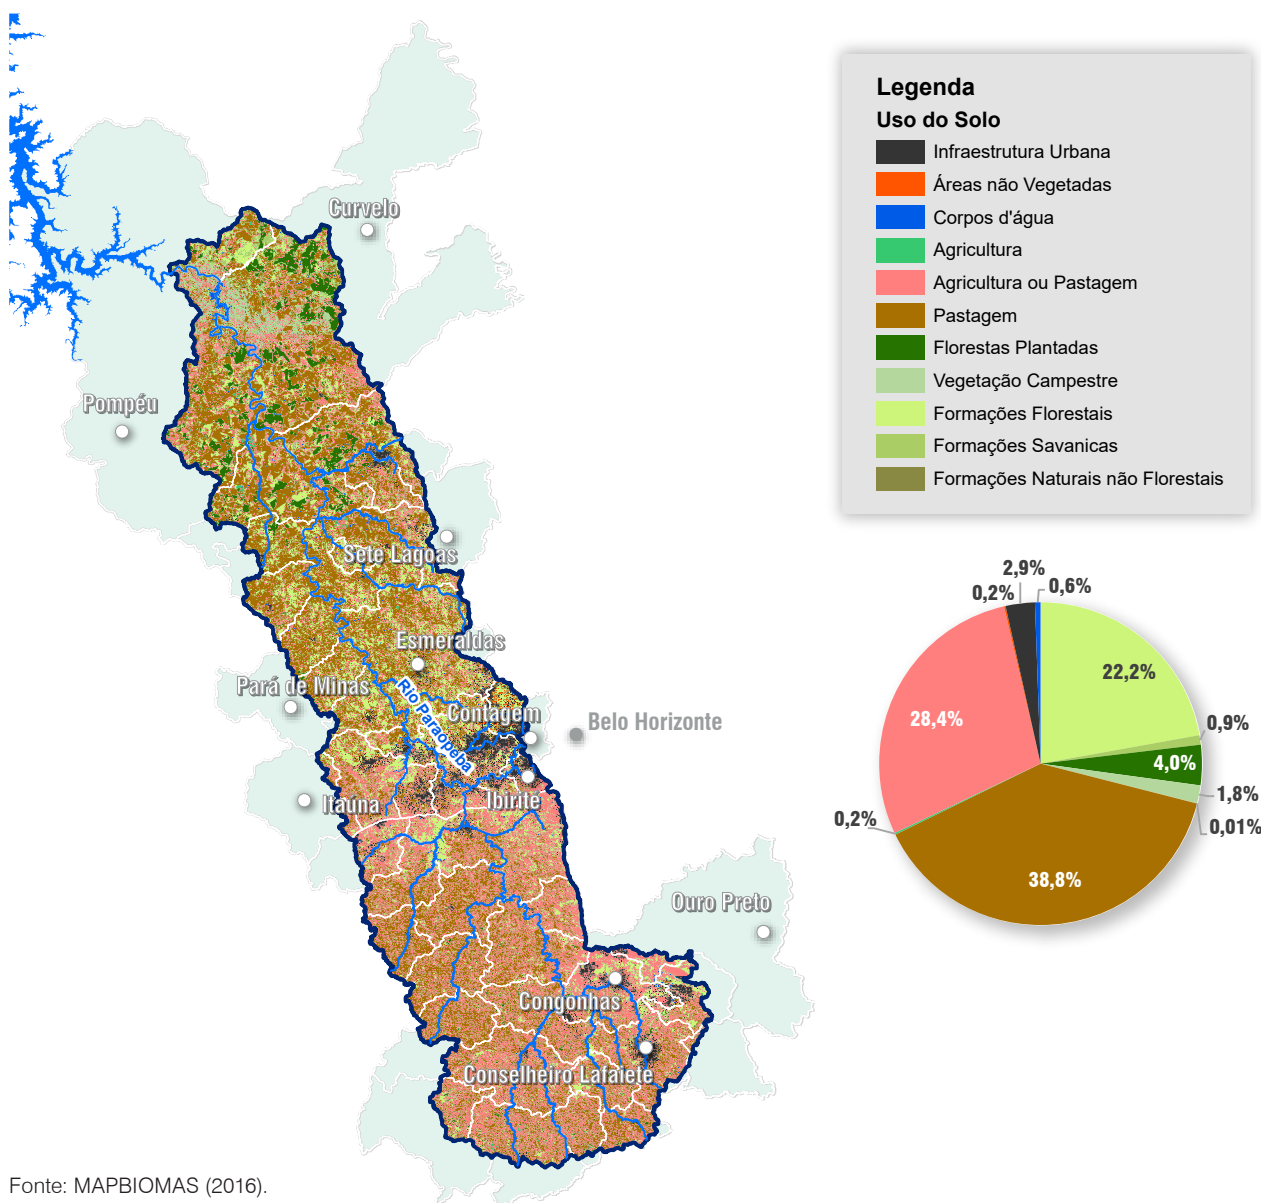 Legenda
Uso do Solo
Infraestrutura Urbana
Áreas não Vegetadas
Corpos d'água
Agricultura
Agricultura ou Pastagem
Pastagem
Florestas Plantadas
Vegetação Campestre
Formações Florestais
Formações Savanicas
Formações Naturais não Florestais
Curvelo
Pompéu
Sete Lagoas
Esmeraldas
Pará de Minas
Rio Paraopeba
Contagem
Belo Horizonte
Itaúna
Ibirité
Ouro Preto
Congonhas
Conselheiro Lafaiete
2,9%
0,2%
0,6%
22,2%
28,4%
0,9%
4,0%
1,8%
0,2%
0,01%
38,8%
Fonte: MAPBIOMAS (2016).